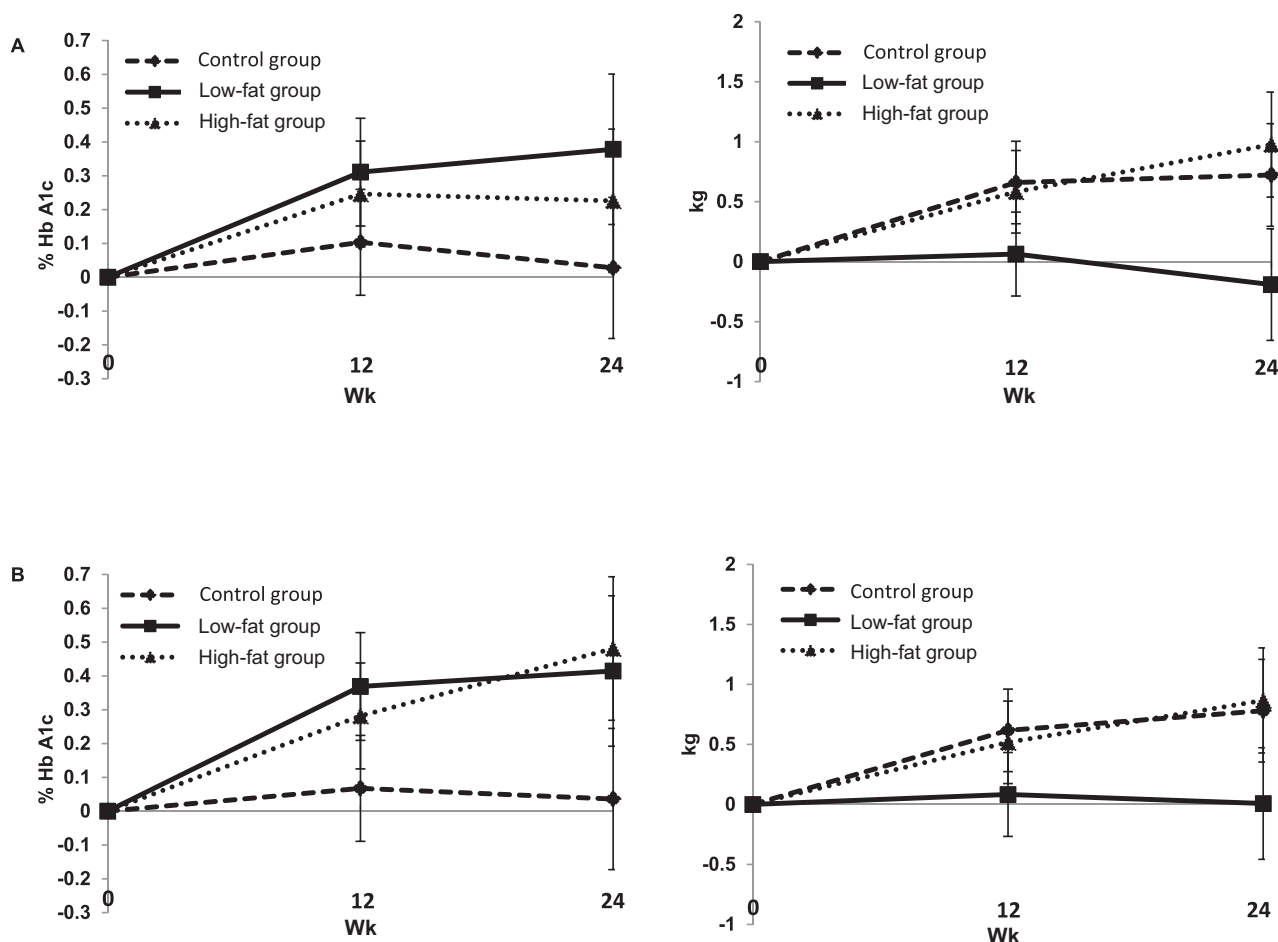 A
% Hb A1c
0.7
0.6
0.5
0.4
0.3
0.2
0.1
0
-0.1
-0.2
-0.3
Control group
Low-fat group
High-fat group
0 12 24
Wk
kg
2
1.5
1
0.5
0
-0.5
-1
Control group
Low-fat group
High-fat group
0 12 24
Wk
B
% Hb A1c
0.7
0.6
0.5
0.4
0.3
0.2
0.1
0
-0.1
-0.2
-0.3
Control group
Low-fat group
High-fat group
0 12 24
Wk
kg
2
1.5
1
0.5
0
-0.5
-1
Control group
Low-fat group
High-fat group
0 12 24
Wk